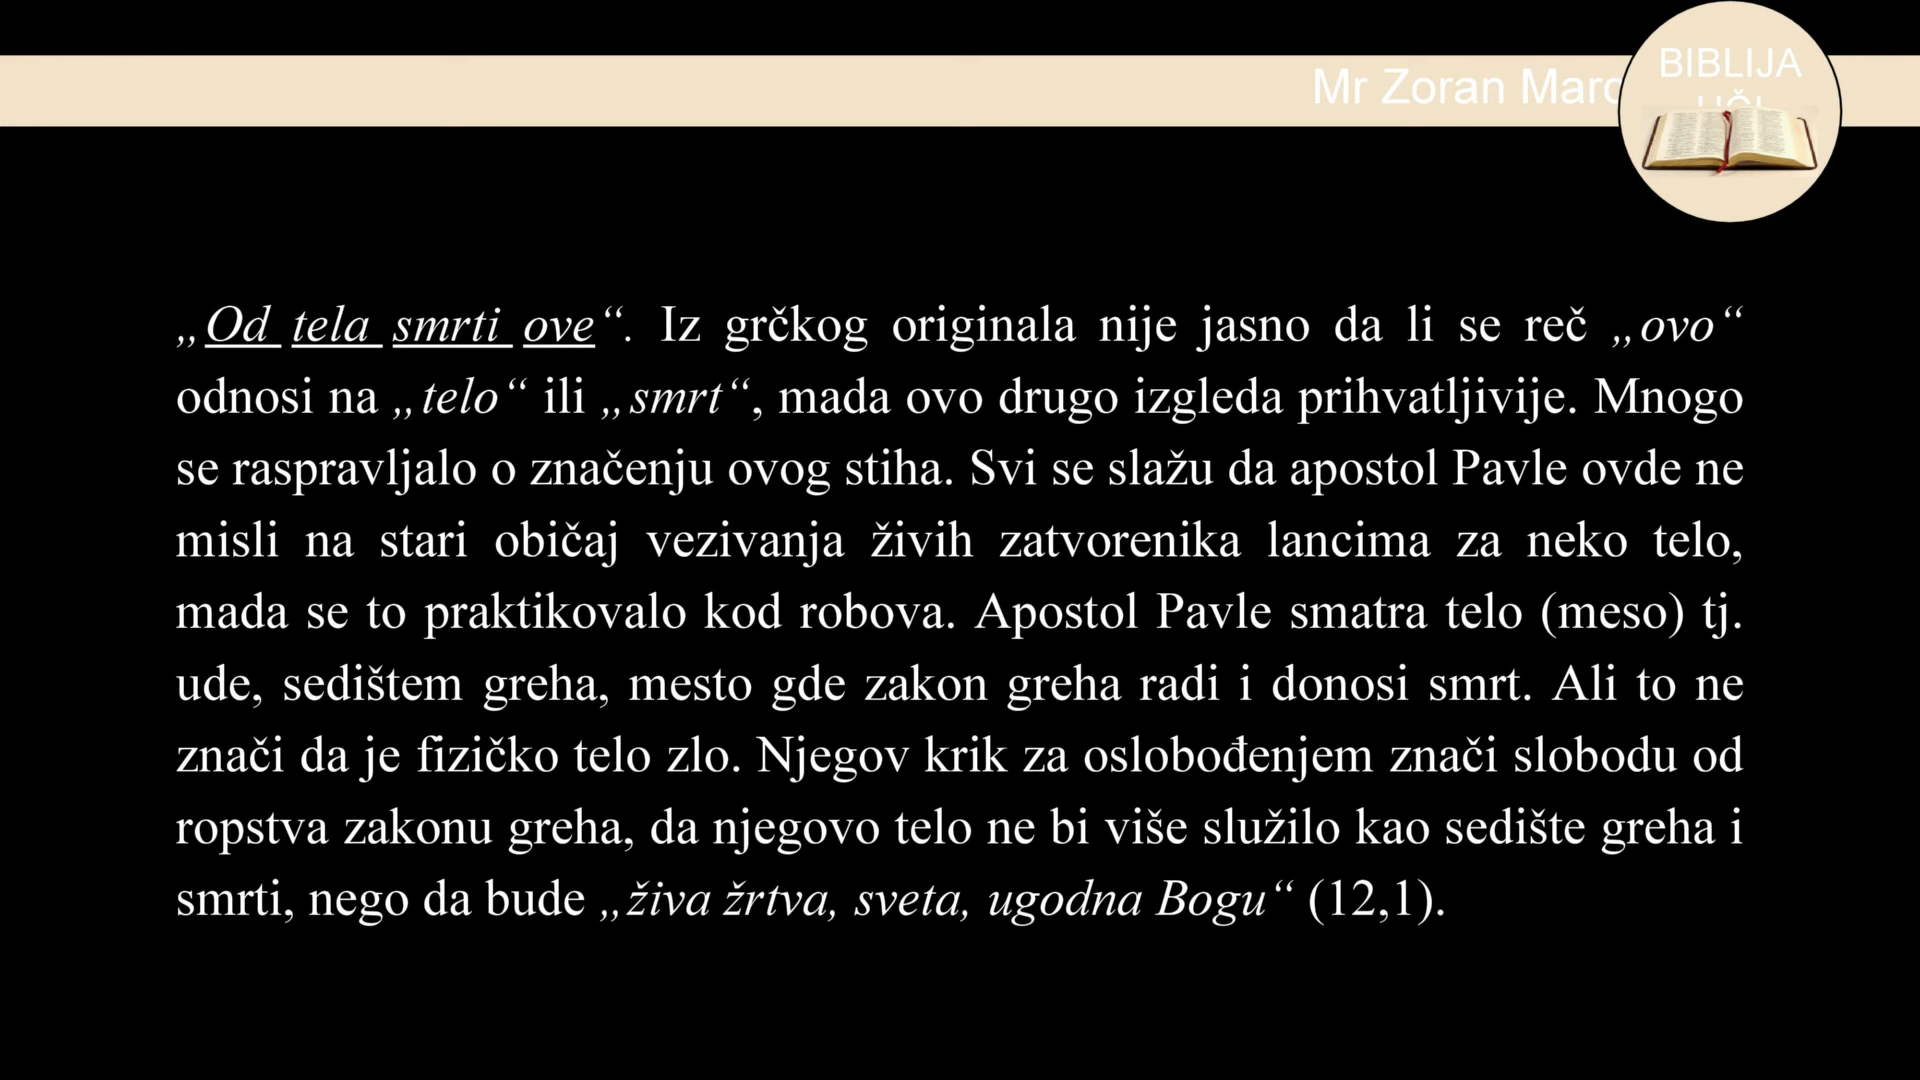 Mr Zoran
BIBLIJA
UČI
„Od tela smrti ove“. Iz grčkog originala nije jasno da li se reč „ovo“
odnosi na „telo“ ili „smrt“, mada ovo drugo izgleda prihvatljivije. Mnogo
se raspravljalo o značenju ovog stiha. Svi se slažu da apostol Pavle ovde ne
misli na stari običaj vezivanja živih zatvorenika lancima za neko telo,
mada se to praktikovalo kod robova. Apostol Pavle smatra telo (meso) tj.
ude, sedištem greha, mesto gde zakon greha radi i donosi smrt. Ali to ne
znači da je fizičko telo zlo. Njegov krik za oslobođenjem znači slobodu od
ropstva zakonu greha, da njegovo telo ne bi više služilo kao sedište greha i
smrti, nego da bude „živa žrtva, sveta, ugodna Bogu“ (12,1).